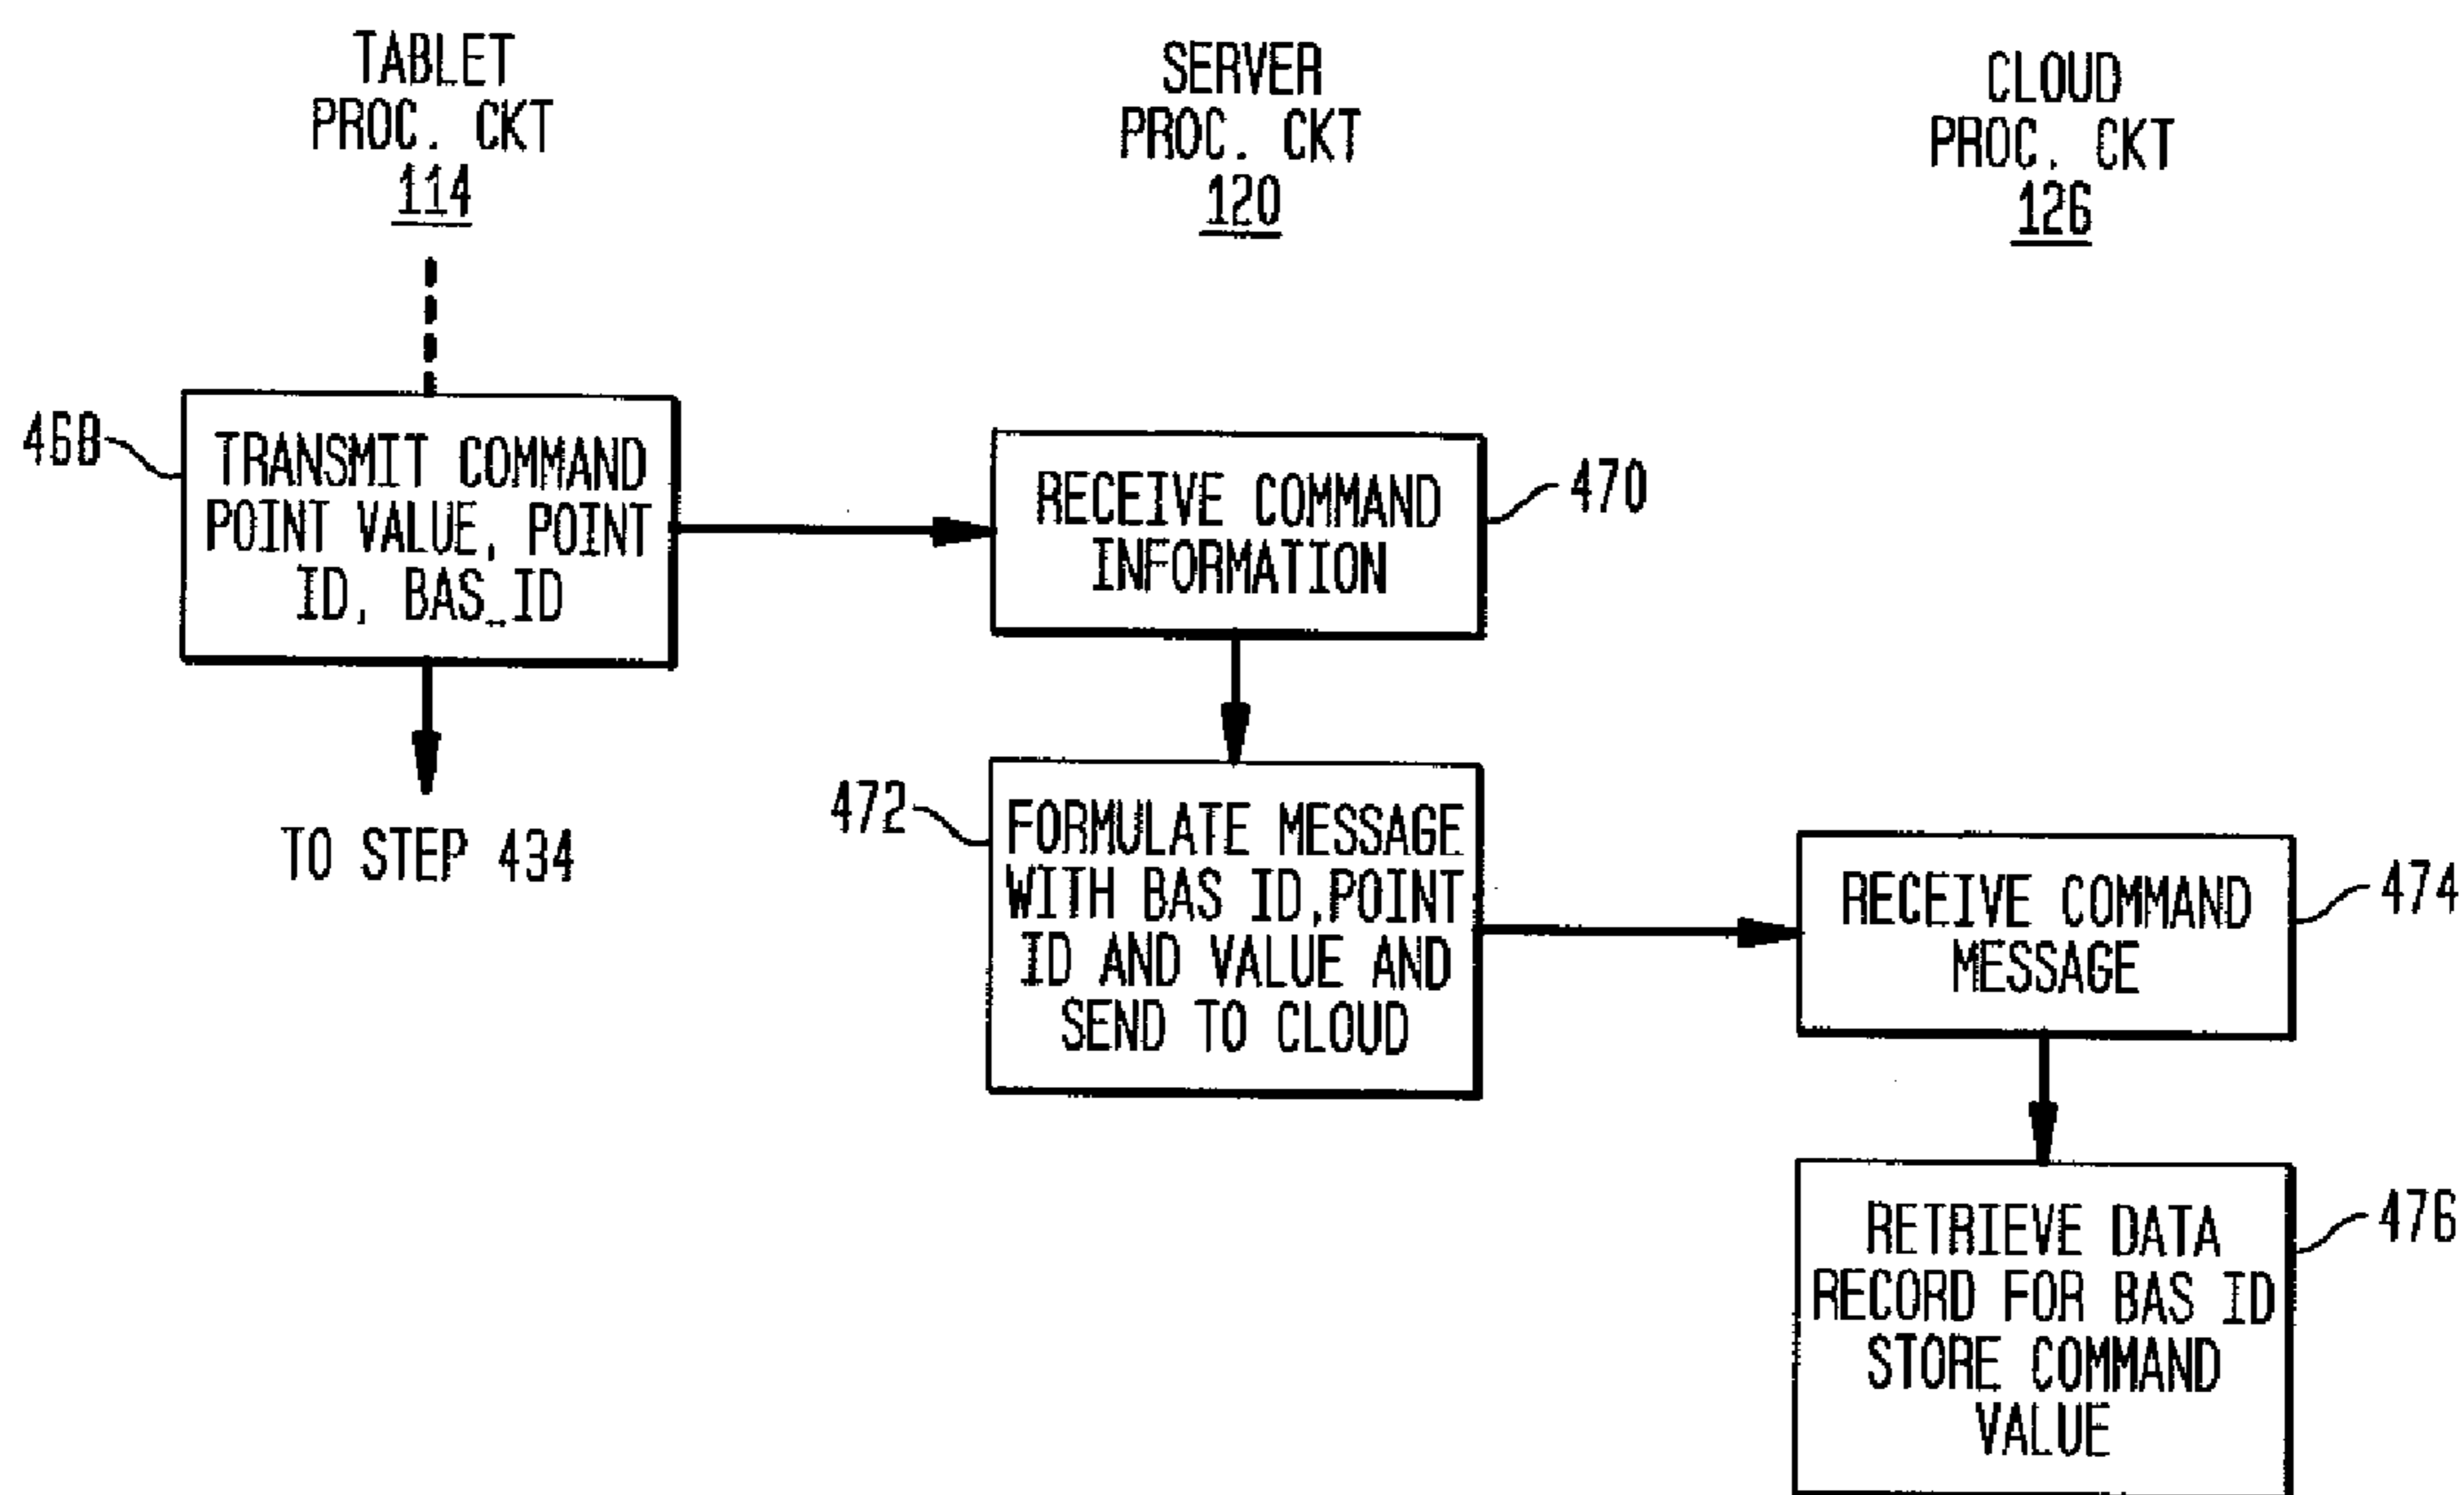 TABLET
PROC. CKT
114
SERVER
PROC. CKT
120
CLOUD
PROC. CKT
126
468
TRANSMIT COMMAND
POINT VALUE, POINT
ID, BAS_ID
TO STEP 434
RECEIVE COMMAND
INFORMATION
470
472
FORMULATE MESSAGE
WITH BAS ID,POINT
ID AND VALUE AND
SEND TO CLOUD
RECEIVE COMMAND
MESSAGE
474
RETRIEVE DATA
RECORD FOR BAS ID
STORE COMMAND
VALUE
476